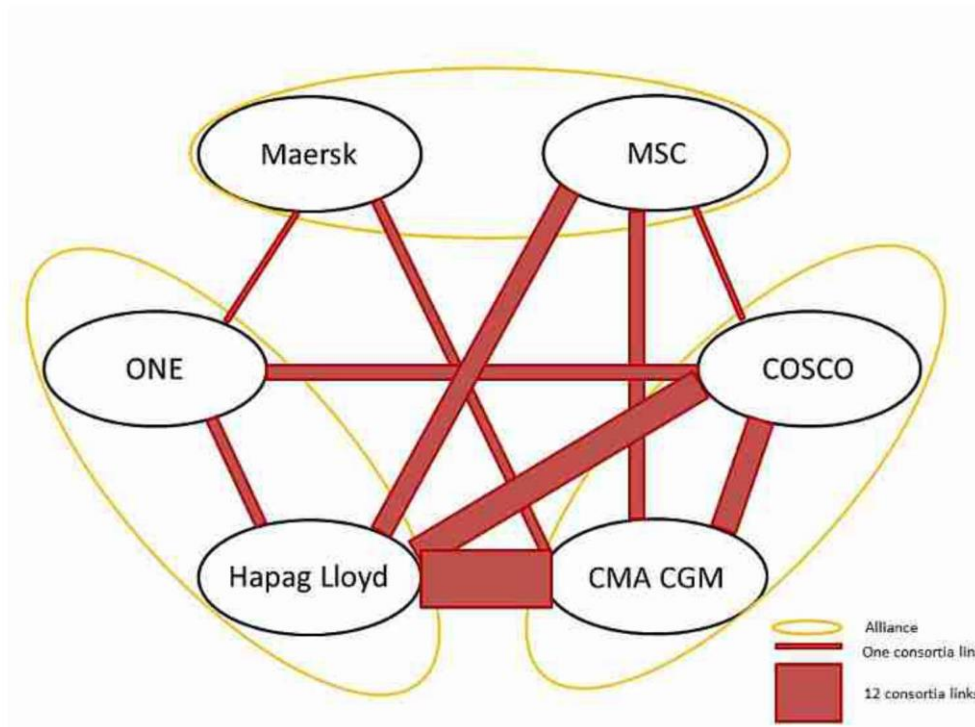 Maersk
MSC
ONE
COSCO
Hapag Lloyd
CMA CGM
Alliance
One consortia lin
12 consortia links